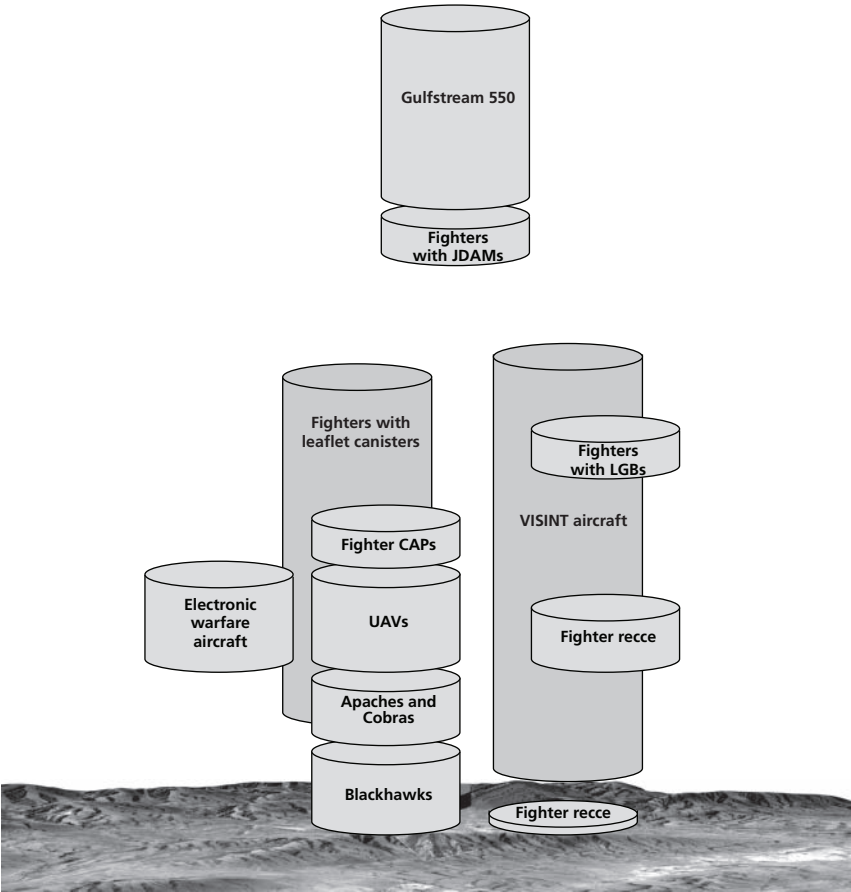 Gulfstream 550
Fighters
with JDAMs
Fighters with
leaflet canisters
Fighters
with LGBs
VISINT aircraft
Fighter CAPs
Electronic
warfare
aircraft
UAVs
Fighter recce
Apaches and
Cobras
Blackhawks
Fighter recce